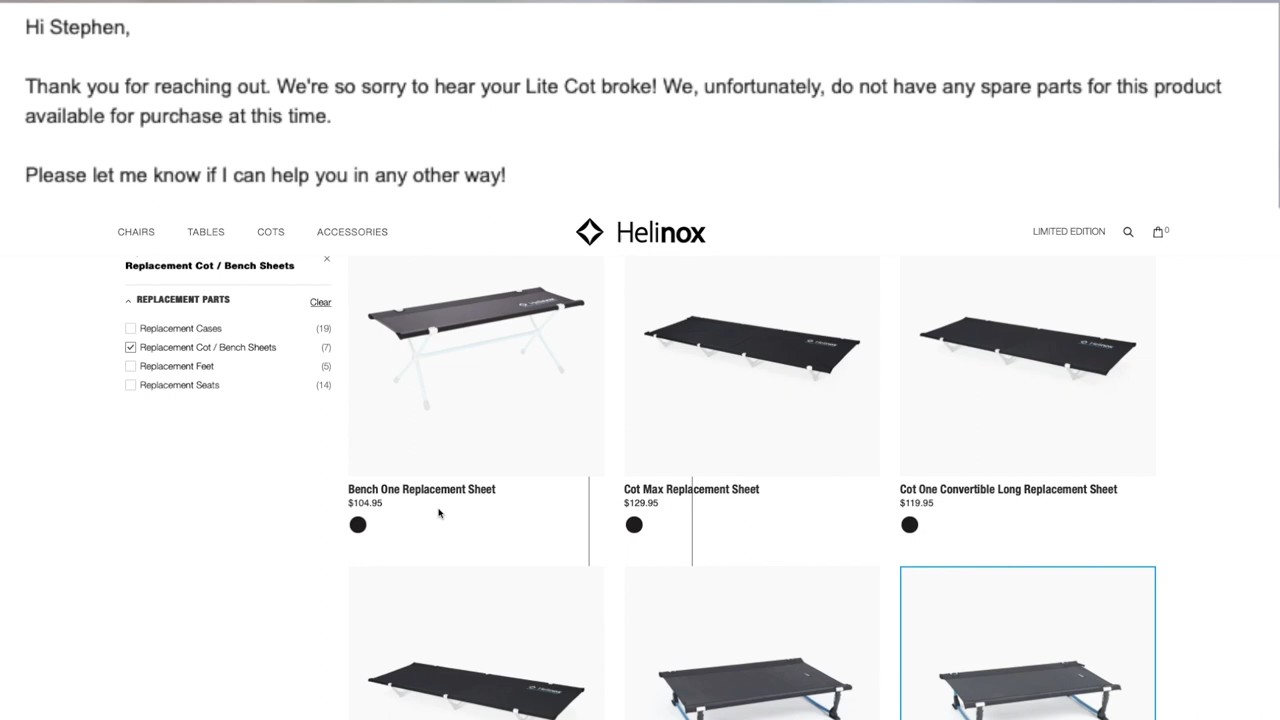 Hi Stephen,
Thank you for reaching out. We're so sorry to hear your Lite Cot broke! We, unfortunately, do not have any spare parts for this product
available for purchase at this time.
Please let me know if I can help you in any other way!
CHAIRS TABLES COTS ACCESSORIES Helinox LIMITED EDITION 0
Replacement Cot / Bench Sheets ×
REPLACEMENT PARTS Clear
Replacement Cases (19)
Replacement Cot / Bench Sheets (7)
Replacement Feet (5)
Replacement Seats (14)
Bench One Replacement Sheet
$104.95
Cot Max Replacement Sheet
$129.95
Cot One Convertible Long Replacement Sheet
$119.95